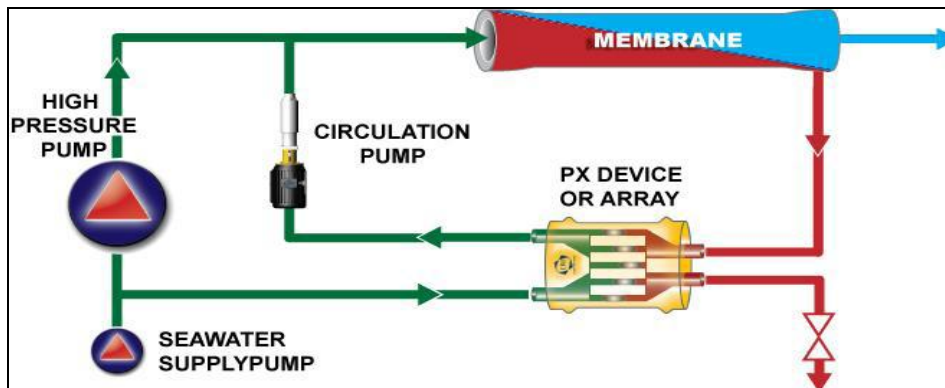 MEMBRANE
HIGH
PRESSURE
PUMP
CIRCULATION
PUMP
PX DEVICE
OR ARRAY
SEAWATER
SUPPLYPUMP